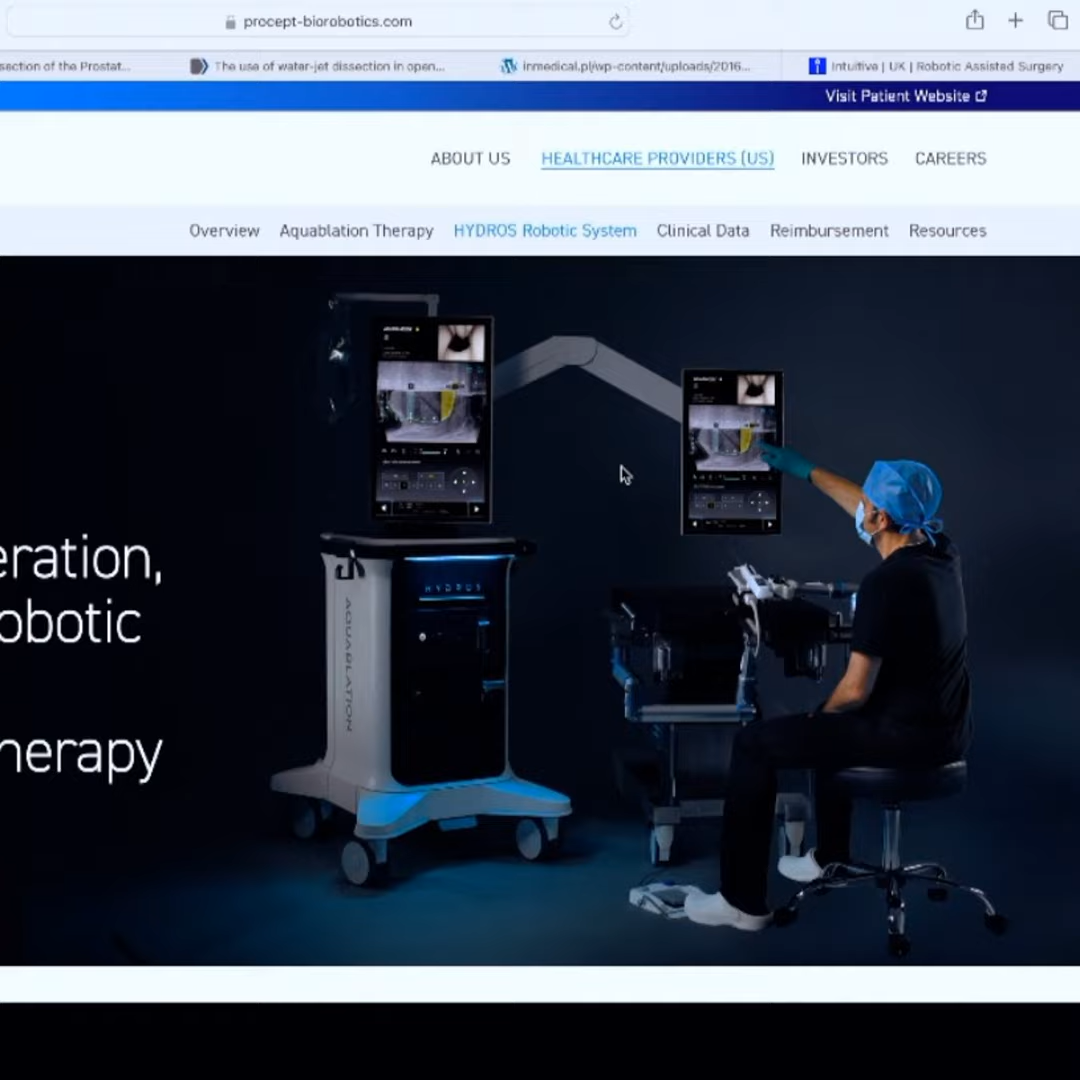 procept-biorobotics.com
section of the Prostat... The use of water-jet dissection in open... inmedical.pl/wp-content/uploads/2016... Intuitive | UK | Robotic Assisted Surgery
Visit Patient Website
ABOUT US HEALTHCARE PROVIDERS (US) INVESTORS CAREERS
Overview Aquablation Therapy HYDROS Robotic System Clinical Data Reimbursement Resources
eration,
obotic
herapy
HYDROS
AQUABLATION